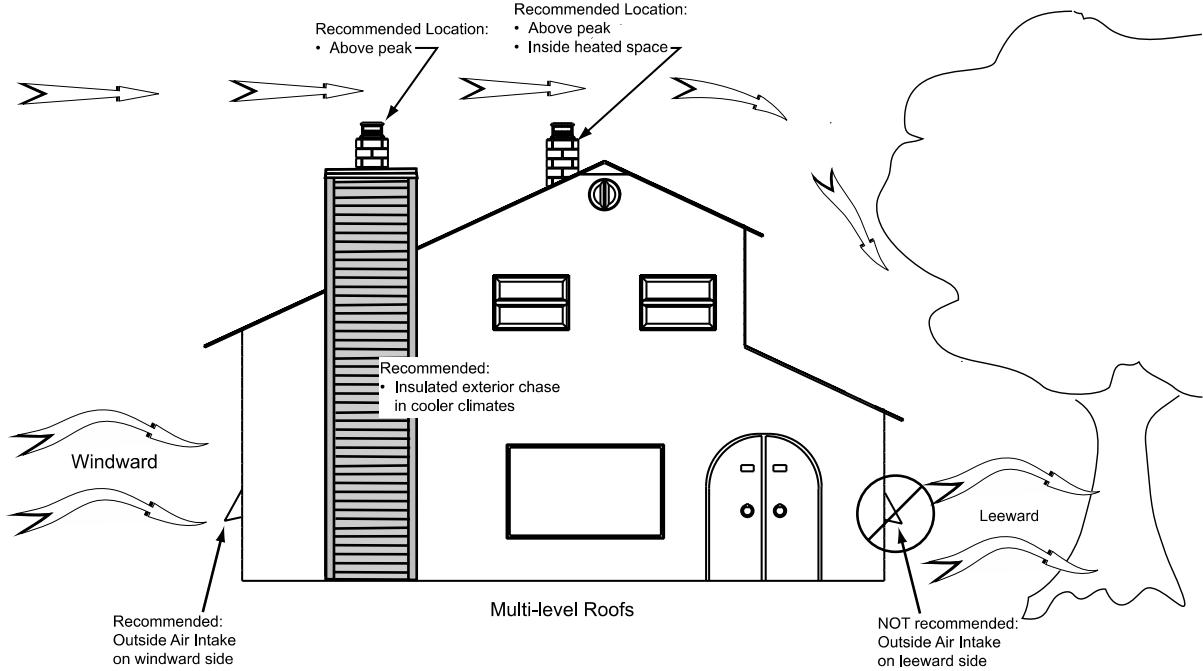 Recommended Location:
• Above peak
Recommended Location:
• Above peak
• Inside heated space
Recommended:
• Insulated exterior chase
in cooler climates
Windward
Leeward
Multi-level Roofs
Recommended:
Outside Air Intake
on windward side
NOT recommended:
Outside Air Intake
on leeward side